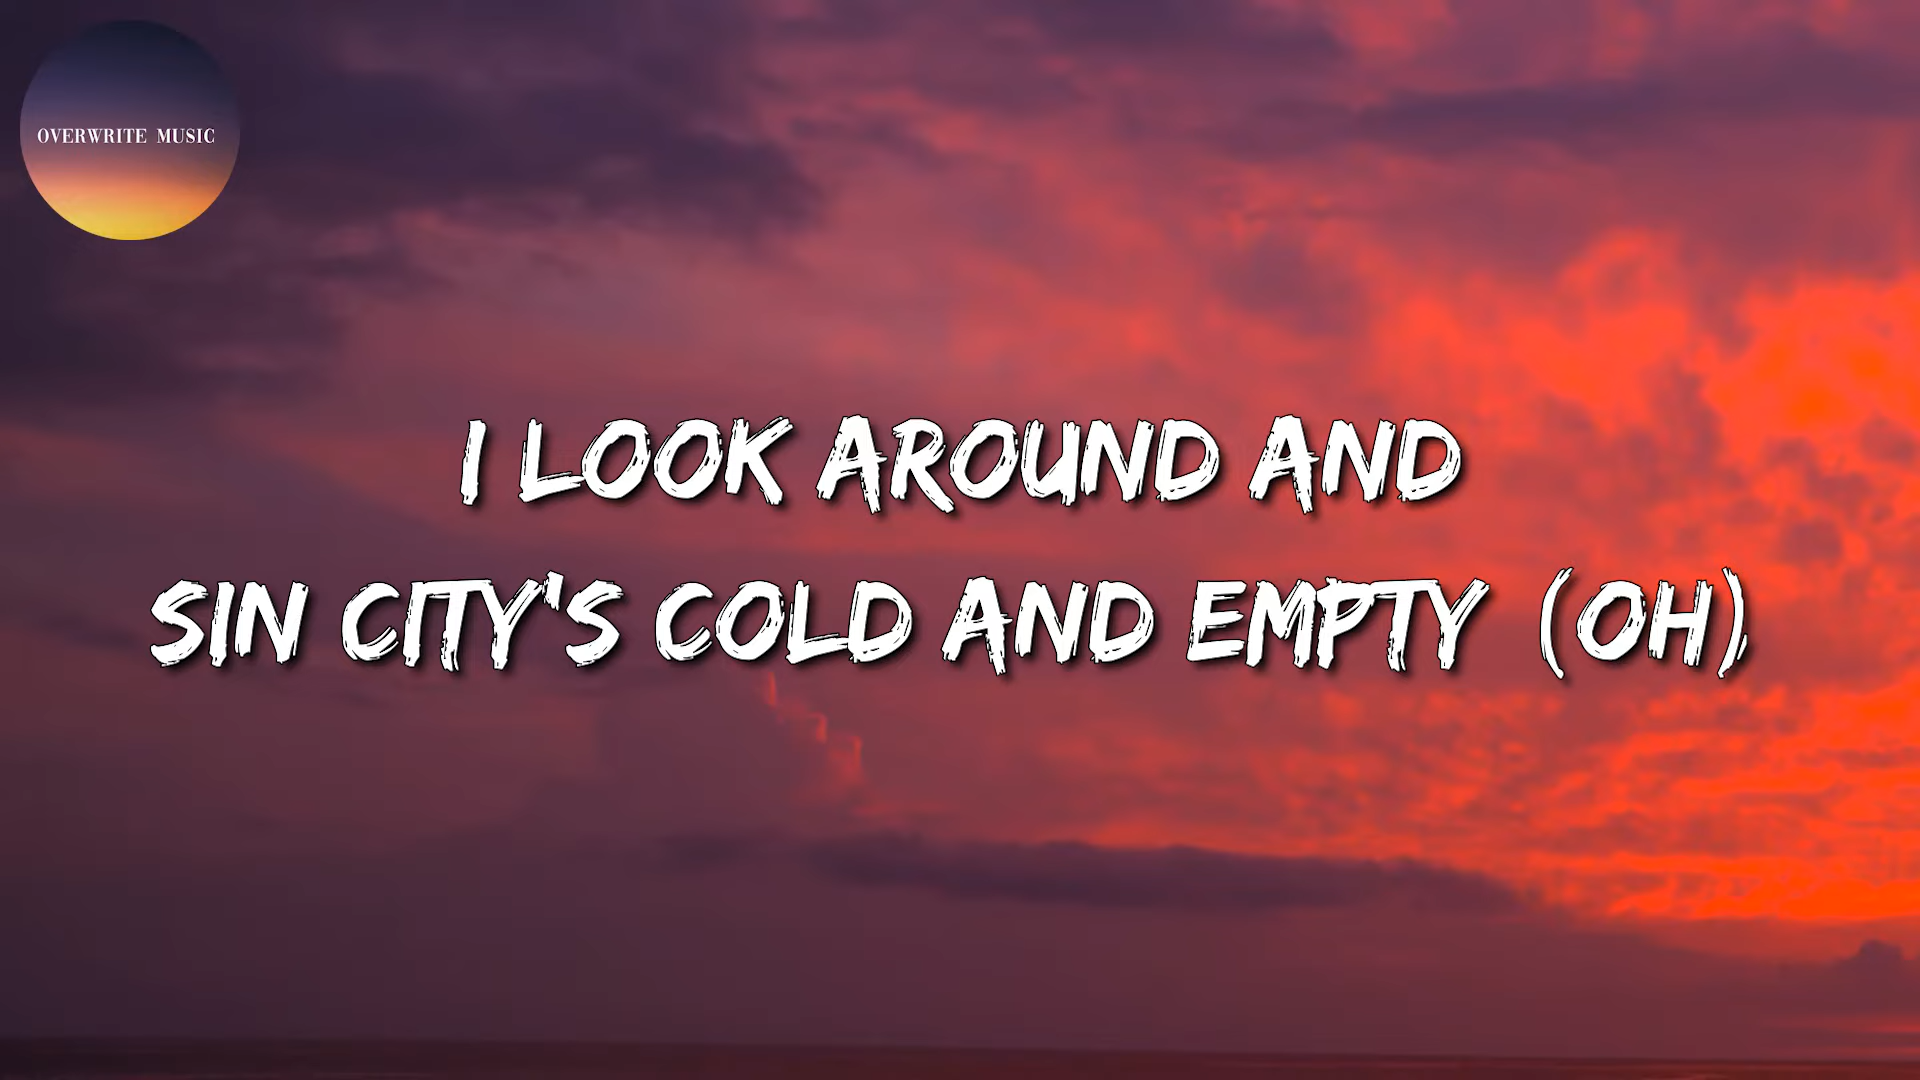 OVERWRITE MUSIC
I LOOK AROUND AND
SIN CITY'S COLD AND EMPTY (OH)